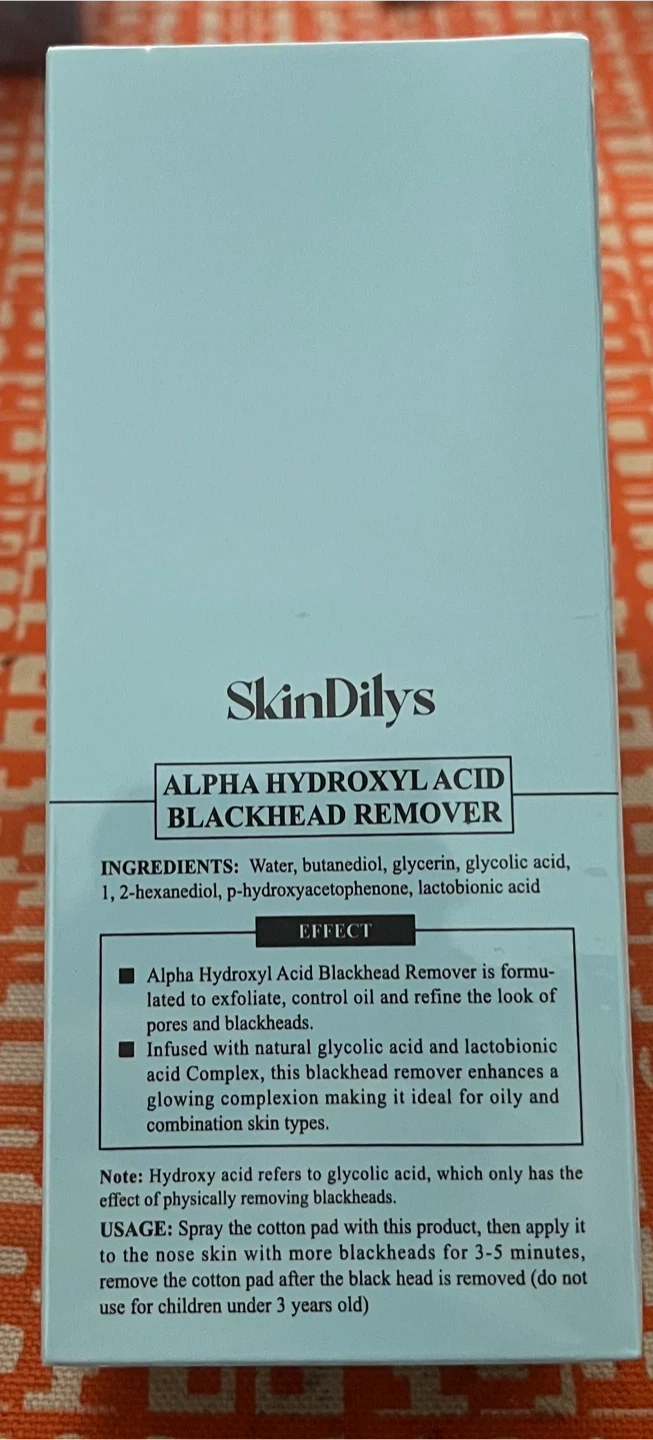 SkinDilys
ALPHA HYDROXYL ACID
BLACKHEAD REMOVER
INGREDIENTS: Water, butanediol, glycerin, glycolic acid,
1, 2-hexanediol, p-hydroxyacetophenone, lactobionic acid
EFFECT
■ Alpha Hydroxyl Acid Blackhead Remover is formu-
lated to exfoliate, control oil and refine the look of
pores and blackheads.
■ Infused with natural glycolic acid and lactobionic
acid Complex, this blackhead remover enhances a
glowing complexion making it ideal for oily and
combination skin types.
Note: Hydroxy acid refers to glycolic acid, which only has the
effect of physically removing blackheads.
USAGE: Spray the cotton pad with this product, then apply it
to the nose skin with more blackheads for 3-5 minutes,
remove the cotton pad after the black head is removed (do not
use for children under 3 years old)